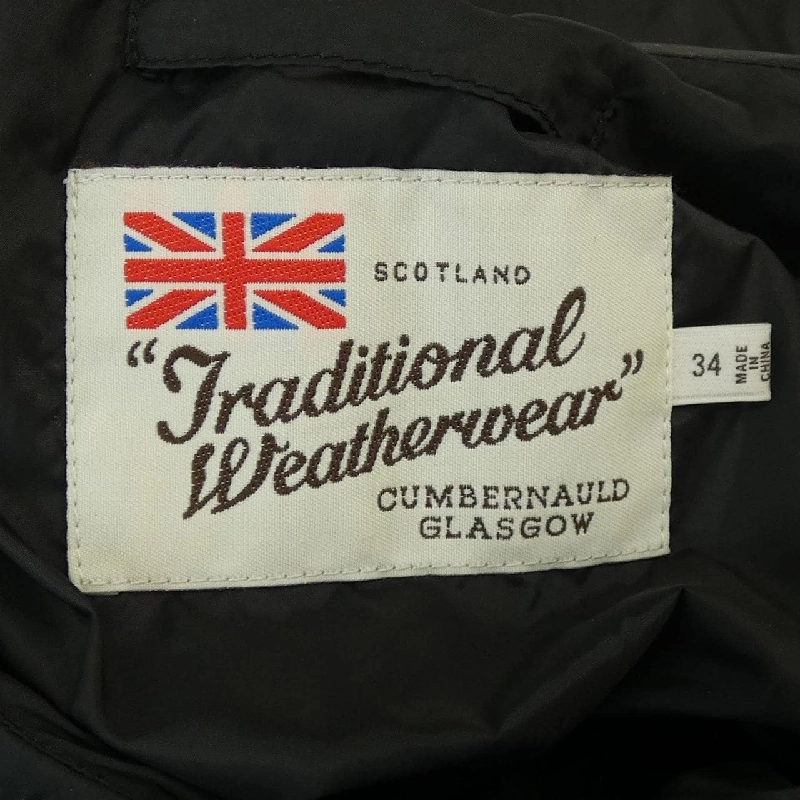 SCOTLAND
"Traditional
Weatherwear"
CUMBERNAULD
GLASGOW
34
MADE
IN
CHINA